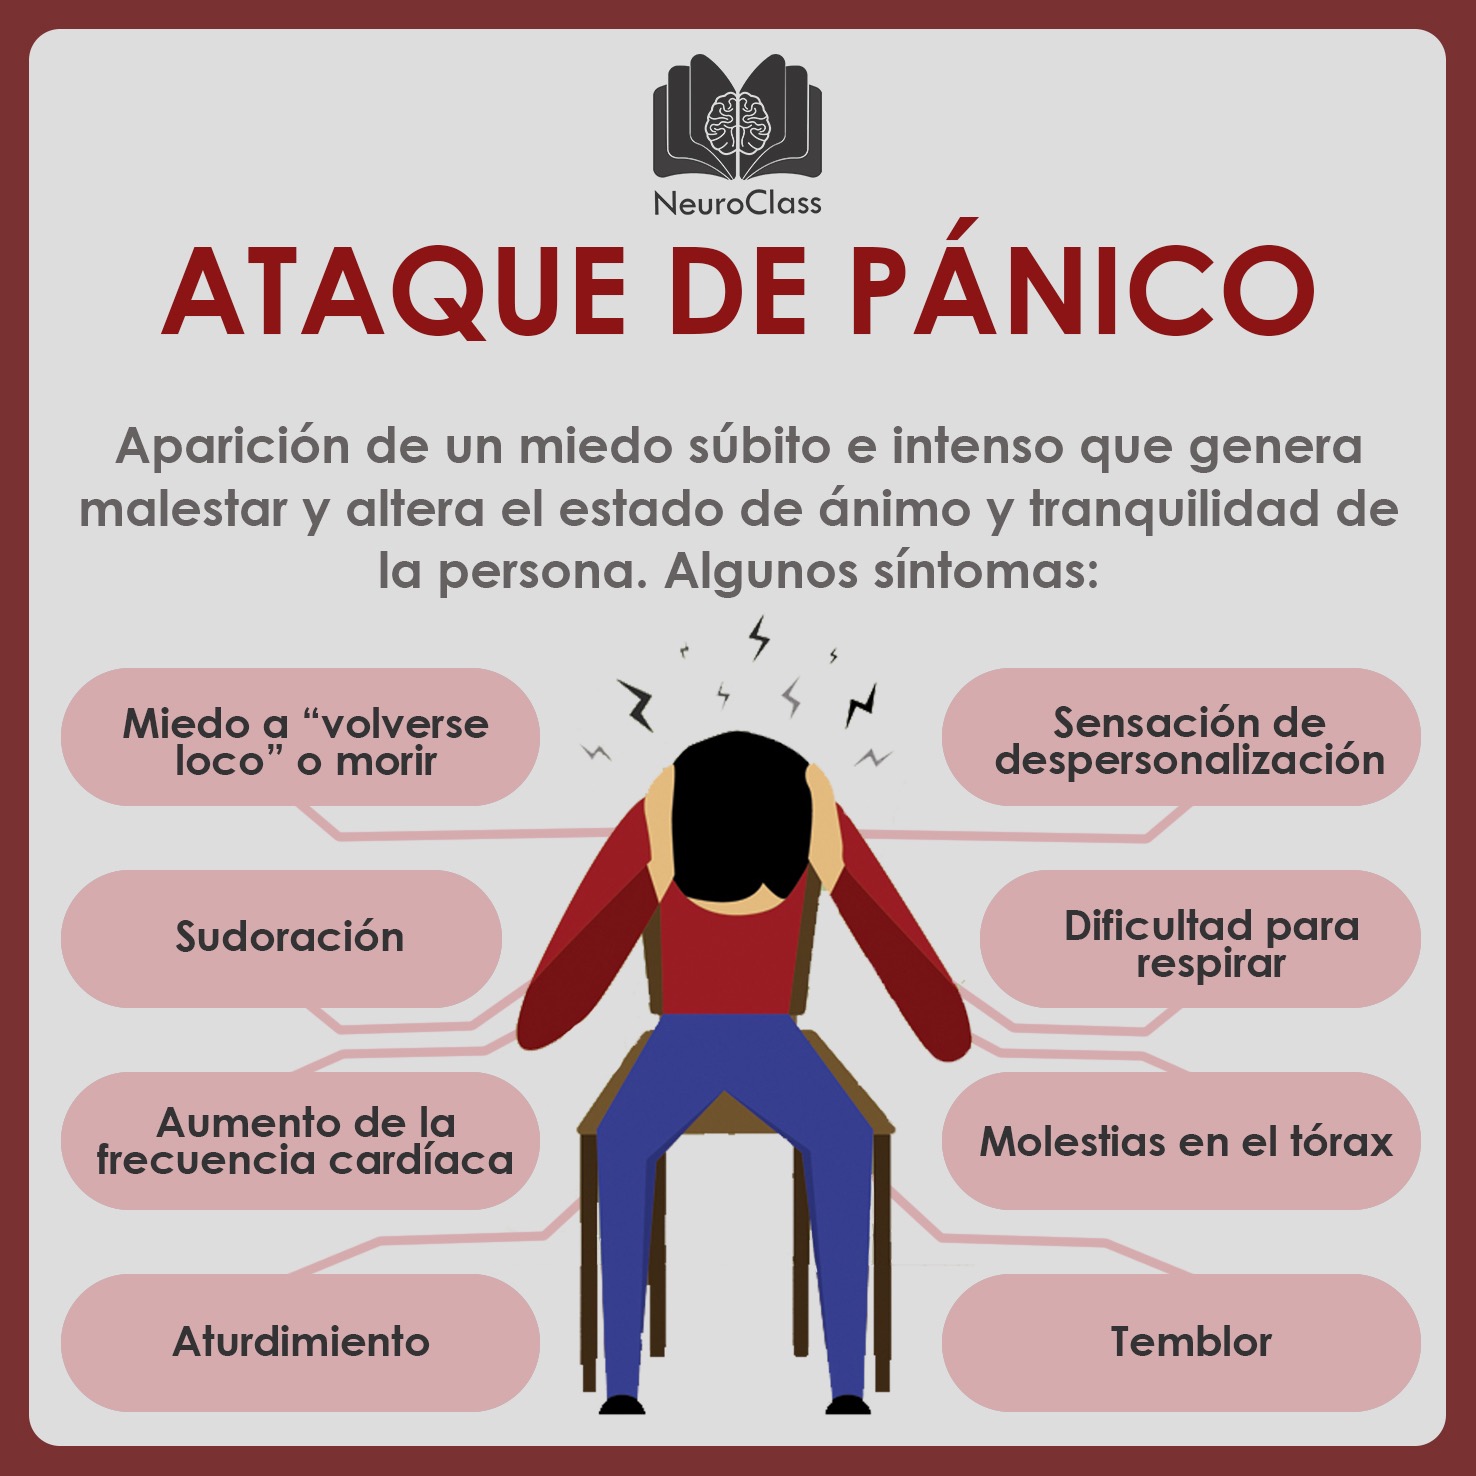 NeuroClass
ATAQUE DE PÁNICO
Aparición de un miedo súbito e intenso que genera
malestar y altera el estado de ánimo y tranquilidad de
la persona. Algunos síntomas:
Miedo a “volverse
loco” o morir
Sensación de
despersonalización
Sudoración
Dificultad para
respirar
Aumento de la
frecuencia cardíaca
Molestias en el tórax
Aturdimiento
Temblor